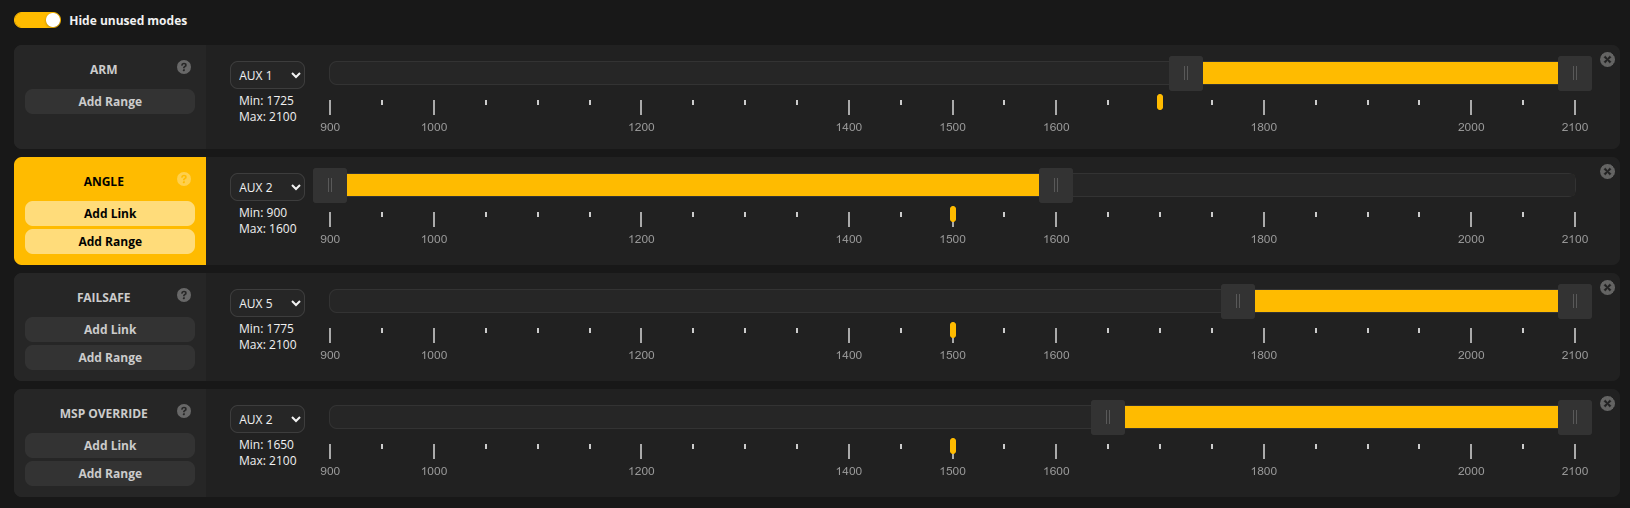 Hide unused modes
ARM
?
Add Range
AUX 1
Min: 1725
Max: 2100
900 1000 1200 1400 1500 1600 1800 2000 2100
ANGLE
?
Add Link
Add Range
AUX 2
Min: 900
Max: 1600
900 1000 1200 1400 1500 1600 1800 2000 2100
FAILSAFE
?
Add Link
Add Range
AUX 5
Min: 1775
Max: 2100
900 1000 1200 1400 1500 1600 1800 2000 2100
MSP OVERRIDE
?
Add Link
Add Range
AUX 2
Min: 1650
Max: 2100
900 1000 1200 1400 1500 1600 1800 2000 2100